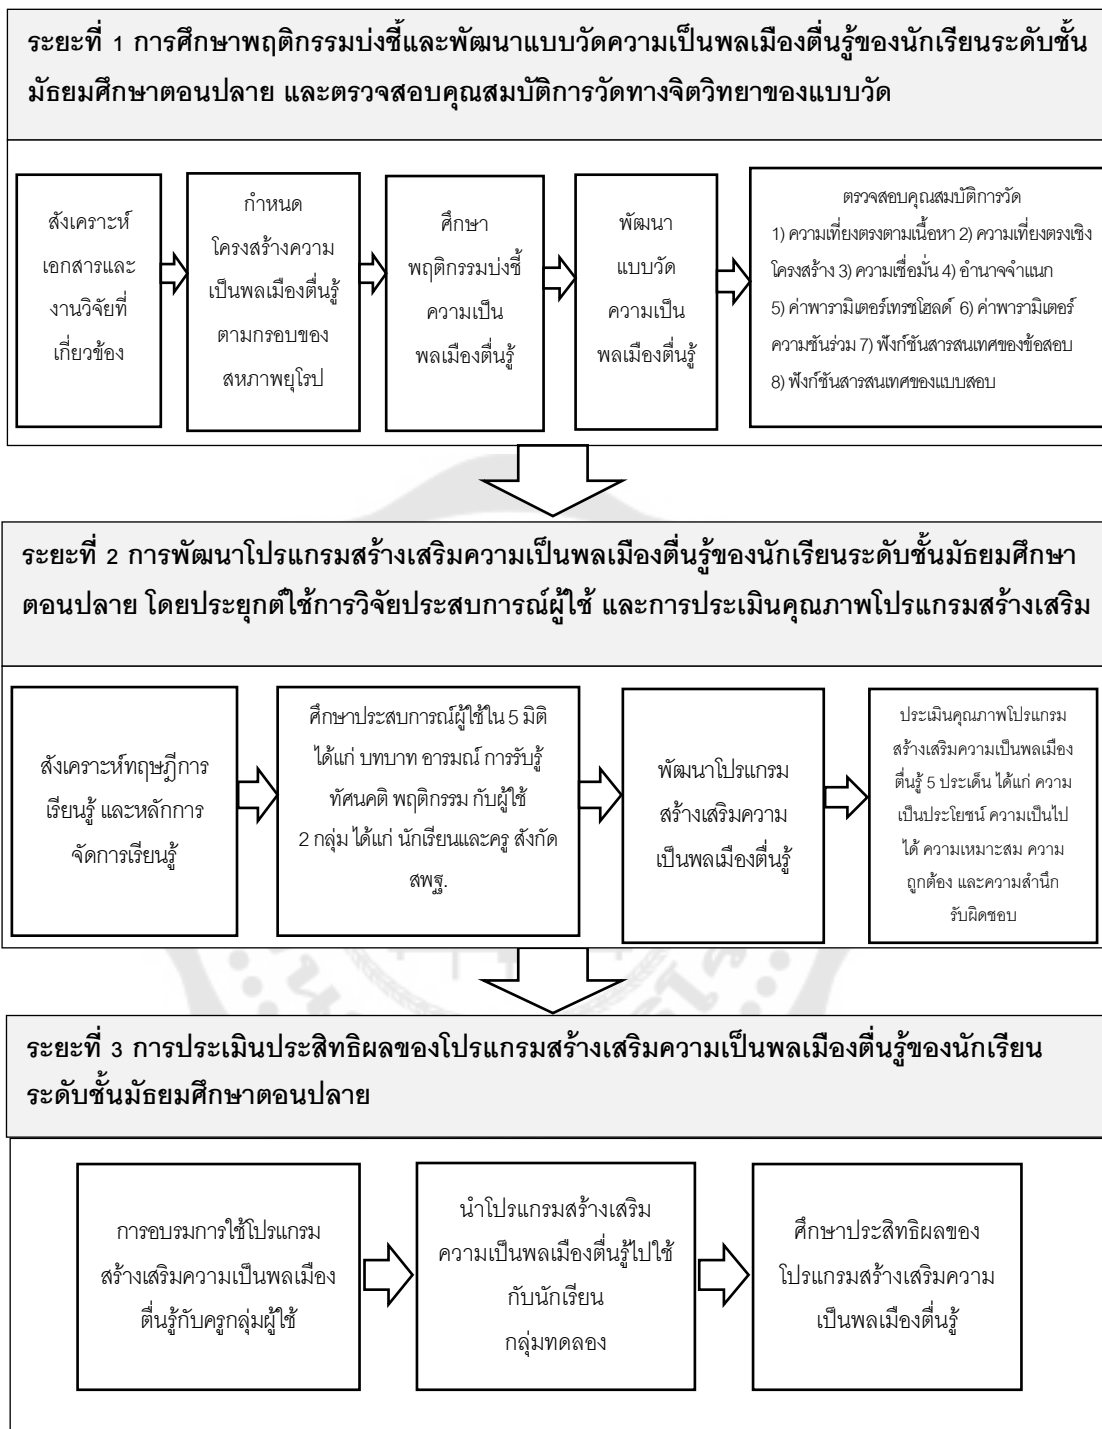 ระยะที่ 1 การศึกษาพฤติกรรมบ่งชี้และพัฒนาแบบวัดความเป็นพลเมืองตื่นรู้ของนักเรียนระดับชั้น
มัธยมศึกษาตอนปลาย และตรวจสอบคุณสมบัติการวัดทางจิตวิทยาของแบบวัด
สังเคราะห์
เอกสารและ
งานวิจัยที่
เกี่ยวข้อง
กำหนด
โครงสร้างความ
เป็นพลเมืองตื่นรู้
ตามกรอบของ
สหภาพยุโรป
ศึกษา
พฤติกรรมบ่งชี้
ความเป็น
พลเมืองตื่นรู้
พัฒนา
แบบวัด
ความเป็น
พลเมืองตื่นรู้
ตรวจสอบคุณสมบัติการวัด
1) ความเที่ยงตรงตามเนื้อหา 2) ความเที่ยงตรงเชิง
โครงสร้าง 3) ความเชื่อมั่น 4) อำนาจจำแนก
5) ค่าพารามิเตอร์เทรชโฮลด์ 6) ค่าพารามิเตอร์
ความชันร่วม 7) ฟังก์ชันสารสนเทศของข้อสอบ
8) ฟังก์ชันสารสนเทศของแบบสอบ
ระยะที่ 2 การพัฒนาโปรแกรมสร้างเสริมความเป็นพลเมืองตื่นรู้ของนักเรียนระดับชั้นมัธยมศึกษา
ตอนปลาย โดยประยุกต์ใช้การวิจัยประสบการณ์ผู้ใช้ และการประเมินคุณภาพโปรแกรมสร้างเสริม
สังเคราะห์ทฤษฎีการ
เรียนรู้ และหลักการ
จัดการเรียนรู้
ศึกษาประสบการณ์ผู้ใช้ใน 5 มิติ
ได้แก่ บทบาท อารมณ์ การรับรู้
ทัศนคติ พฤติกรรม กับผู้ใช้
2 กลุ่ม ได้แก่ นักเรียนและครู สังกัด
สพฐ.
พัฒนาโปรแกรม
สร้างเสริมความ
เป็นพลเมืองตื่นรู้
ประเมินคุณภาพโปรแกรม
สร้างเสริมความเป็นพลเมือง
ตื่นรู้ 5 ประเด็น ได้แก่ ความ
เป็นประโยชน์ ความเป็นไป
ได้ ความเหมาะสม ความ
ถูกต้อง และความสำนึก
รับผิดชอบ
ระยะที่ 3 การประเมินประสิทธิผลของโปรแกรมสร้างเสริมความเป็นพลเมืองตื่นรู้ของนักเรียน
ระดับชั้นมัธยมศึกษาตอนปลาย
การอบรมการใช้โปรแกรม
สร้างเสริมความเป็นพลเมือง
ตื่นรู้กับครูกลุ่มผู้ใช้
นำโปรแกรมสร้างเสริม
ความเป็นพลเมืองตื่นรู้ไปใช้
กับนักเรียน
กลุ่มทดลอง
ศึกษาประสิทธิผลของ
โปรแกรมสร้างเสริมความ
เป็นพลเมืองตื่นรู้